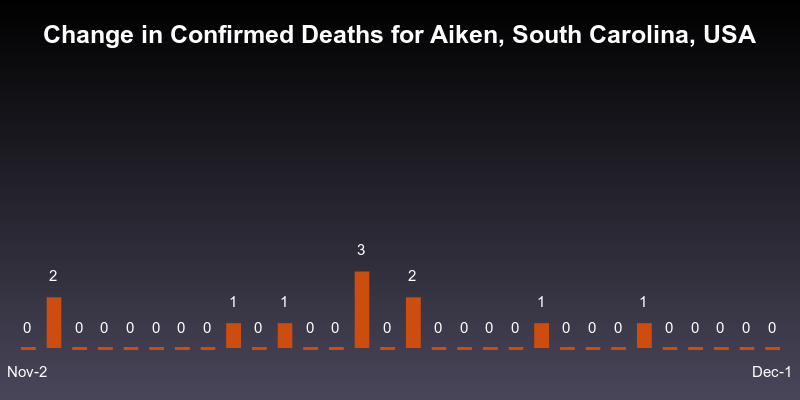 Change in Confirmed Deaths for Aiken, South Carolina, USA
3
2 2
1 1 1 1
0 0 0 0 0 0 0 0 0 0 0 0 0 0 0 0 0 0 0 0 0 0 0
Nov-2 Dec-1